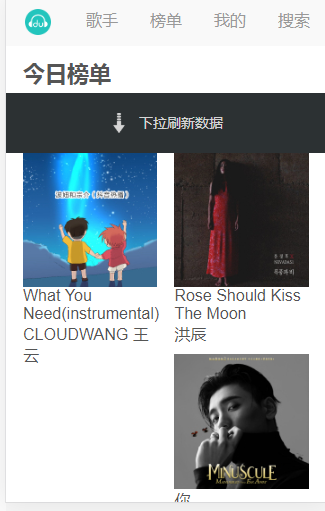 du
歌手 榜单 我的 搜索
今日榜单
下拉刷新数据
What You
Need(instrumental)
CLOUDWANG 王
云
Rose Should Kiss
The Moon
洪辰
MINUSCULE
你